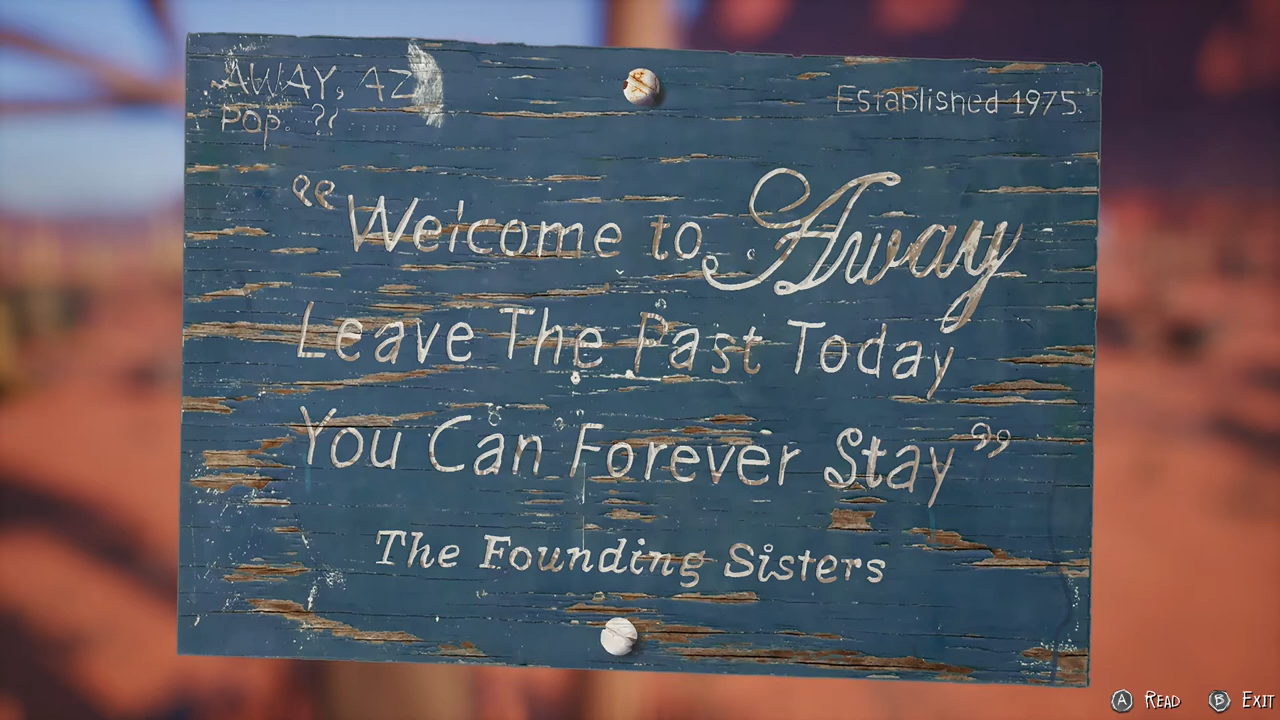 AWAY, AZ
Pop. ??
Established 1975.
“Welcome to Away
Leave The Past Today
You Can Forever Stay”
The Founding Sisters
A READ B EXIT